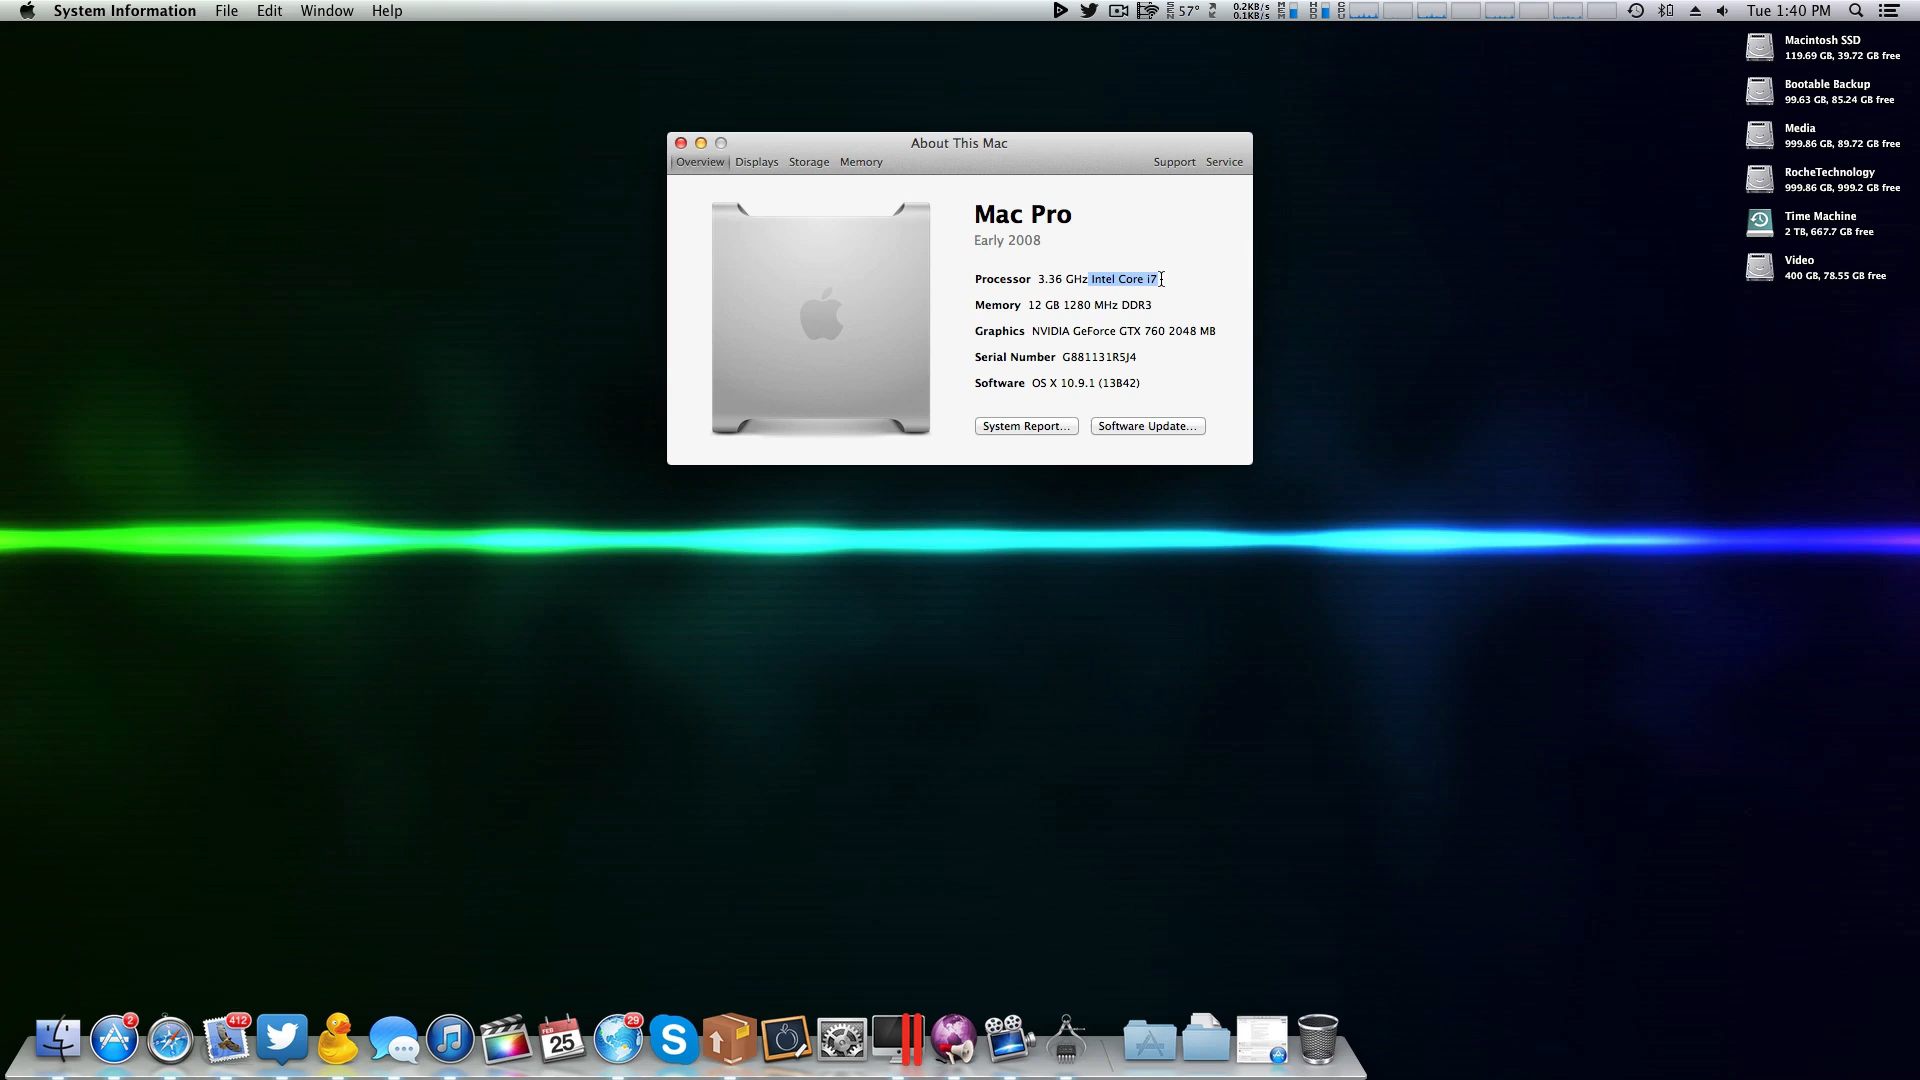 System Information File Edit Window Help
SEN 57° 0.2KB/s 0.1KB/s MEM HDD CPU Tue 1:40 PM
Macintosh SSD
119.69 GB, 39.72 GB free
Bootable Backup
99.63 GB, 85.24 GB free
Media
999.86 GB, 89.72 GB free
RocheTechnology
999.86 GB, 999.2 GB free
Time Machine
2 TB, 667.7 GB free
Video
400 GB, 78.55 GB free
About This Mac
Overview Displays Storage Memory Support Service
Mac Pro
Early 2008
Processor 3.36 GHz Intel Core i7
Memory 12 GB 1280 MHz DDR3
Graphics NVIDIA GeForce GTX 760 2048 MB
Serial Number G881131R5J4
Software OS X 10.9.1 (13B42)
System Report... Software Update...
2
412
FEB
25
29
S